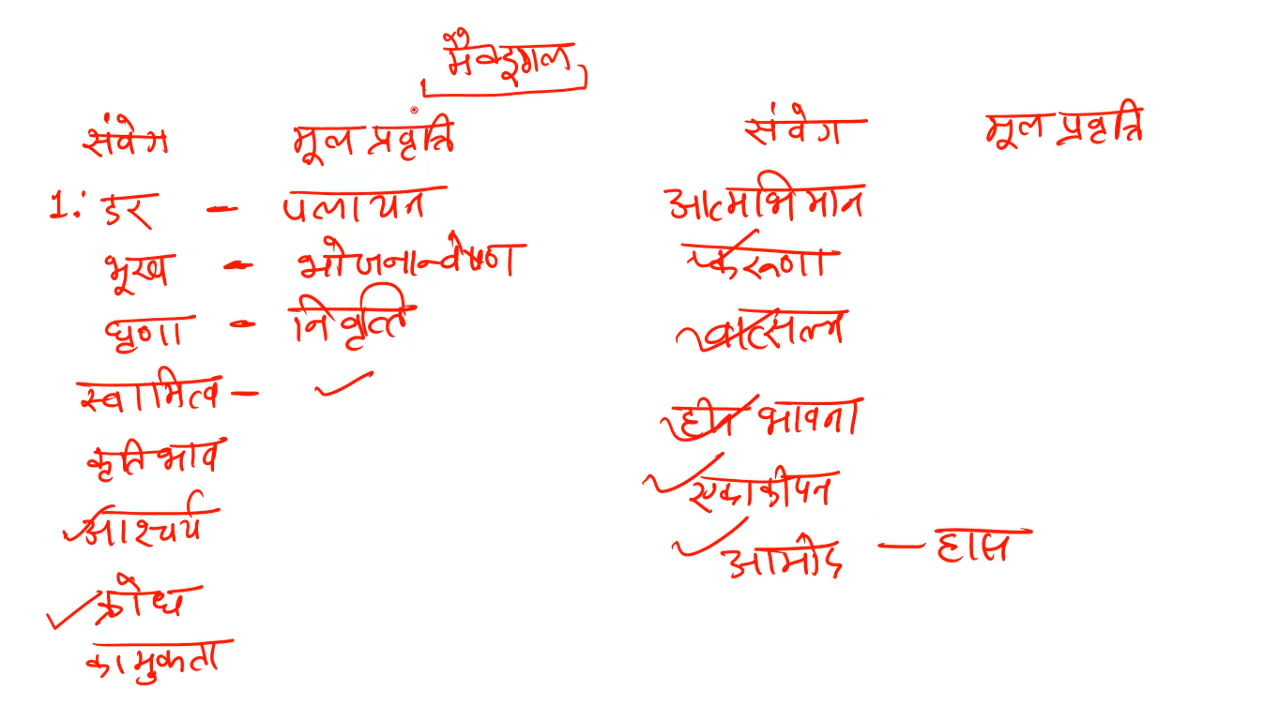 मैक्डूगल
संवेग मूल प्रवृत्ति
1. डर - पलायन
भूख - भोजनान्वेषण
घृणा - निवृत्ति
स्वामित्व - ✓
कृतिभाव
आश्चर्य
क्रोध
कामुकता
संवेग मूल प्रवृत्ति
आत्मभिमान
करूणा
वात्सल्य
हीन भावना
एकाकीपन
आमोद - हास